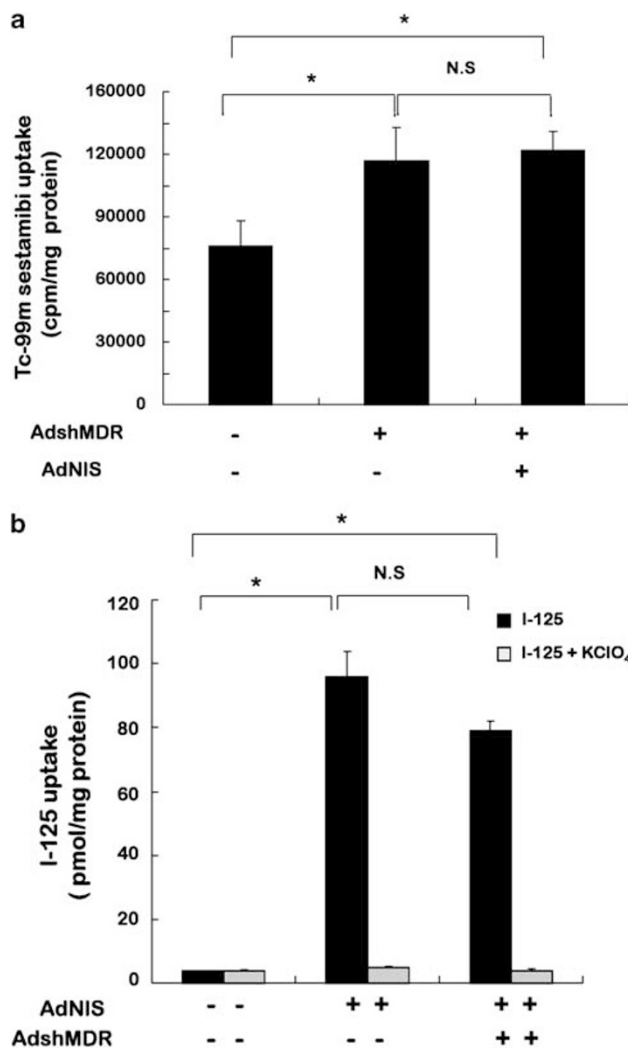 a
*
*
N.S
160000
120000
90000
60000
30000
0
Tc-99m sestamibi uptake
(cpm/mg protein)
AdshMDR - + +
AdNIS - - +
b
*
*
N.S
120
100
80
60
40
20
0
I-125 uptake
( pmol/mg protein)
I-125
I-125 + KClO₄
AdNIS - - + + + +
AdshMDR - - - - + +